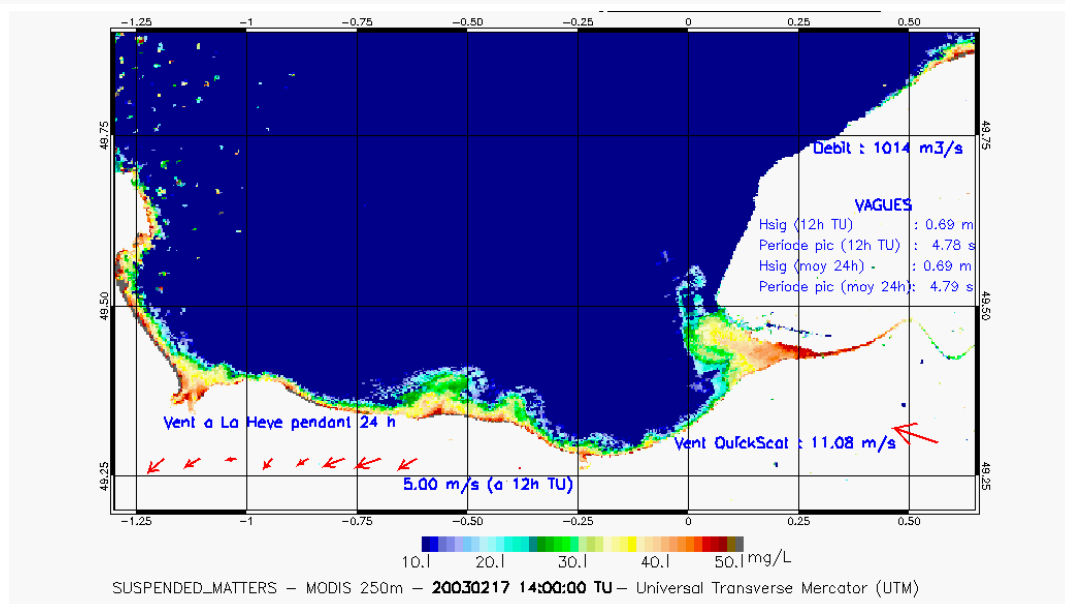 -1.25 -1 -0.75 -0.50 -0.25 0 0.25 0.50
49.75 49.75
Debit : 1014 m3/s
VAGUES
Hsig (12h TU) : 0.69 m
Periode pic (12h TU) : 4.78 s
Hsig (moy 24h) : 0.69 m
Periode pic (moy 24h): 4.79 s
49.50 49.50
Vent a La Heve pendant 24 h
Vent QuickScat : 11.08 m/s
49.25 49.25
5.00 m/s (a 12h TU)
-1.25 -1 -0.75 -0.50 -0.25 0 0.25 0.50
10.1 20.1 30.1 40.1 50.1 mg/L
SUSPENDED_MATTERS - MODIS 250m - 20030217 14:00:00 TU - Universal Transverse Mercator (UTM)